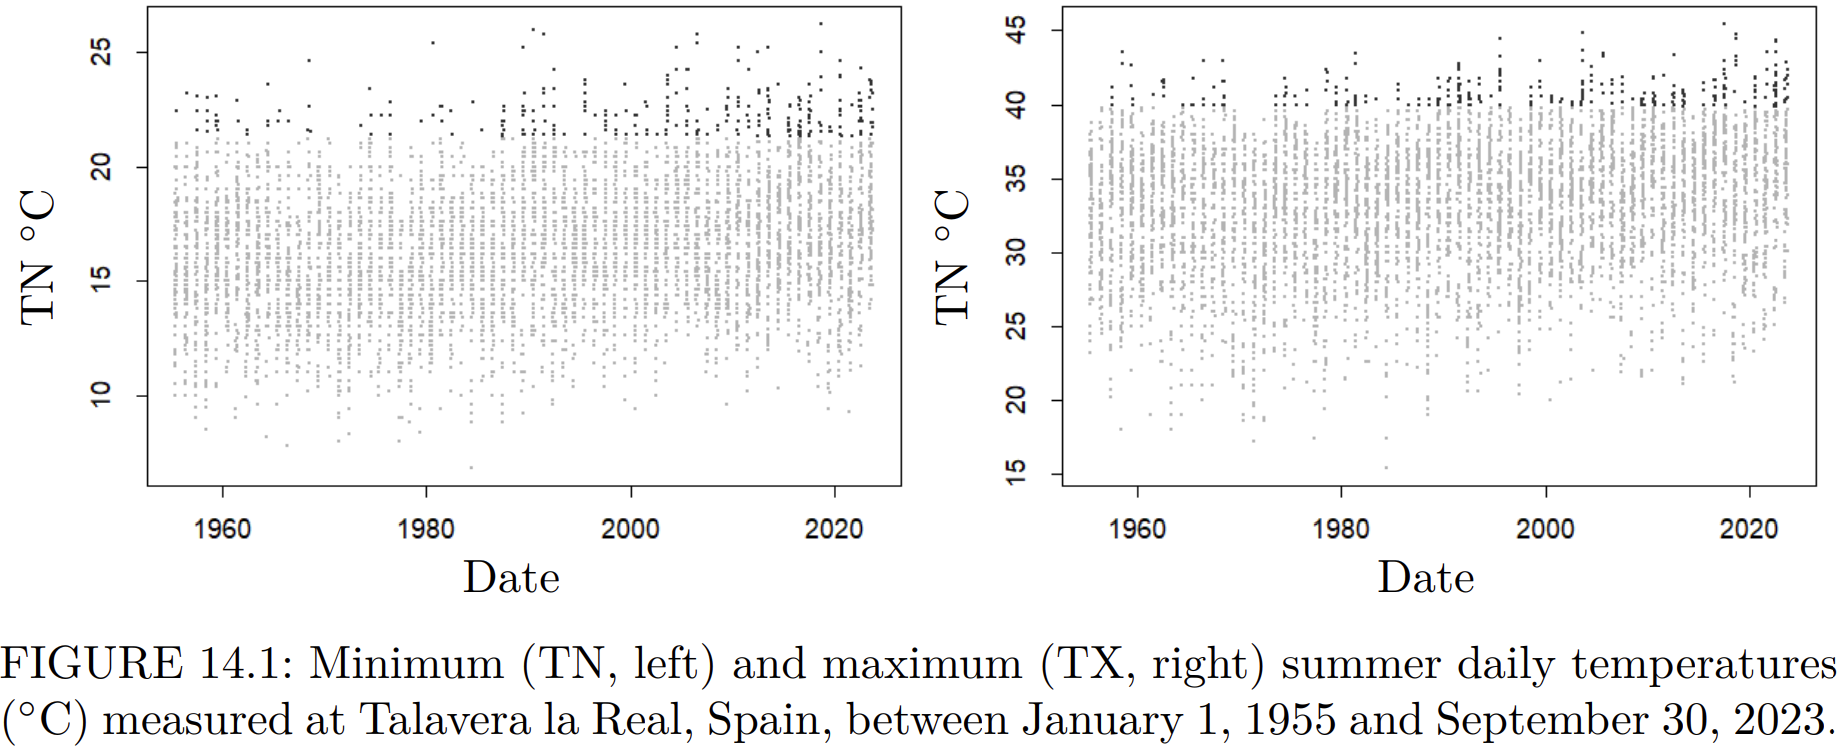 TN °C
25
20
15
10
1960 1980 2000 2020
Date
TN °C
45
40
35
30
25
20
15
1960 1980 2000 2020
Date
FIGURE 14.1: Minimum (TN, left) and maximum (TX, right) summer daily temperatures
(°C) measured at Talavera la Real, Spain, between January 1, 1955 and September 30, 2023.